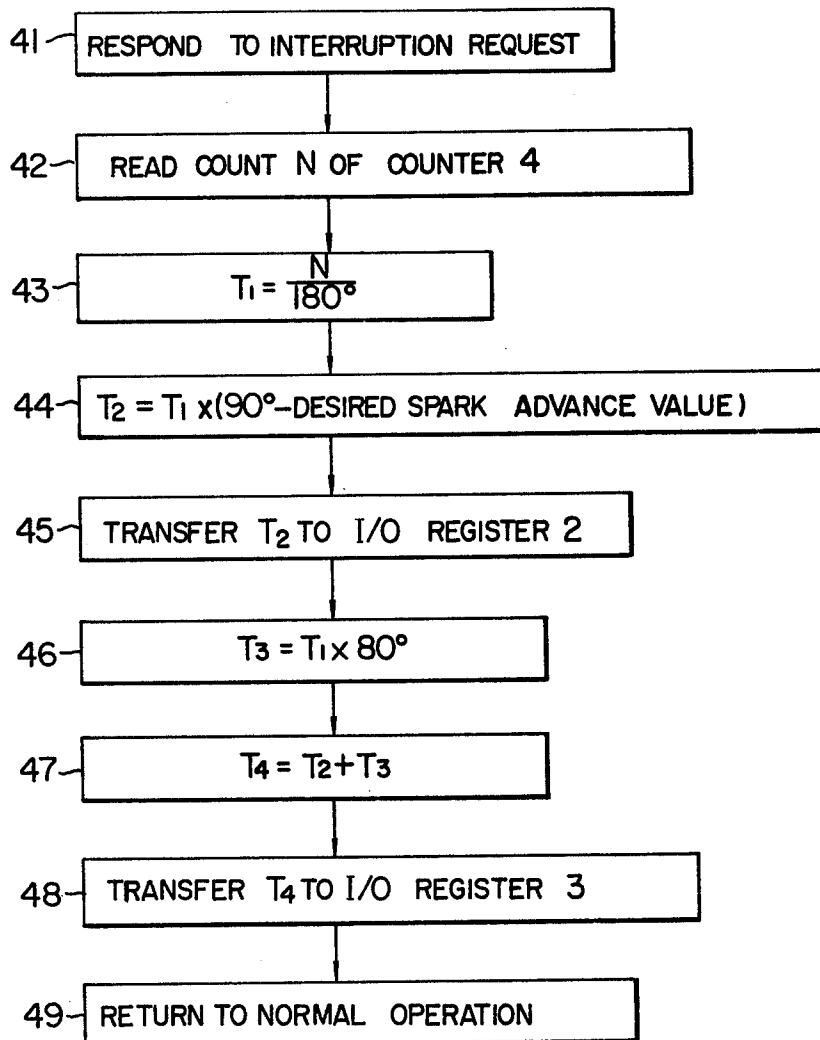 41 RESPOND TO INTERRUPTION REQUEST
42 READ COUNT N OF COUNTER 4
43 T1 = N/180°
44 T2 = T1 x (90°-DESIRED SPARK ADVANCE VALUE)
45 TRANSFER T2 TO I/O REGISTER 2
46 T3 = T1 x 80°
47 T4 = T2 + T3
48 TRANSFER T4 TO I/O REGISTER 3
49 RETURN TO NORMAL OPERATION